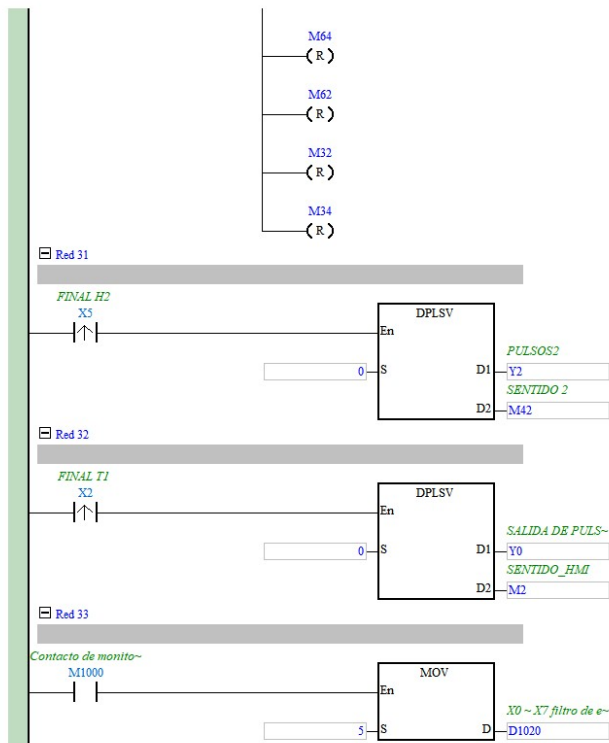 M64
( R )
M62
( R )
M32
( R )
M34
( R )
Red 31
FINAL H2
X5
DPLSV
En
0
S
D1
PULSOS2
Y2
SENTIDO 2
D2
M42
Red 32
FINAL T1
X2
DPLSV
En
0
S
D1
SALIDA DE PULS~
Y0
SENTIDO_HMI
D2
M2
Red 33
Contacto de monito~
M1000
MOV
En
5
S
D
X0 ~ X7 filtro de e~
D1020